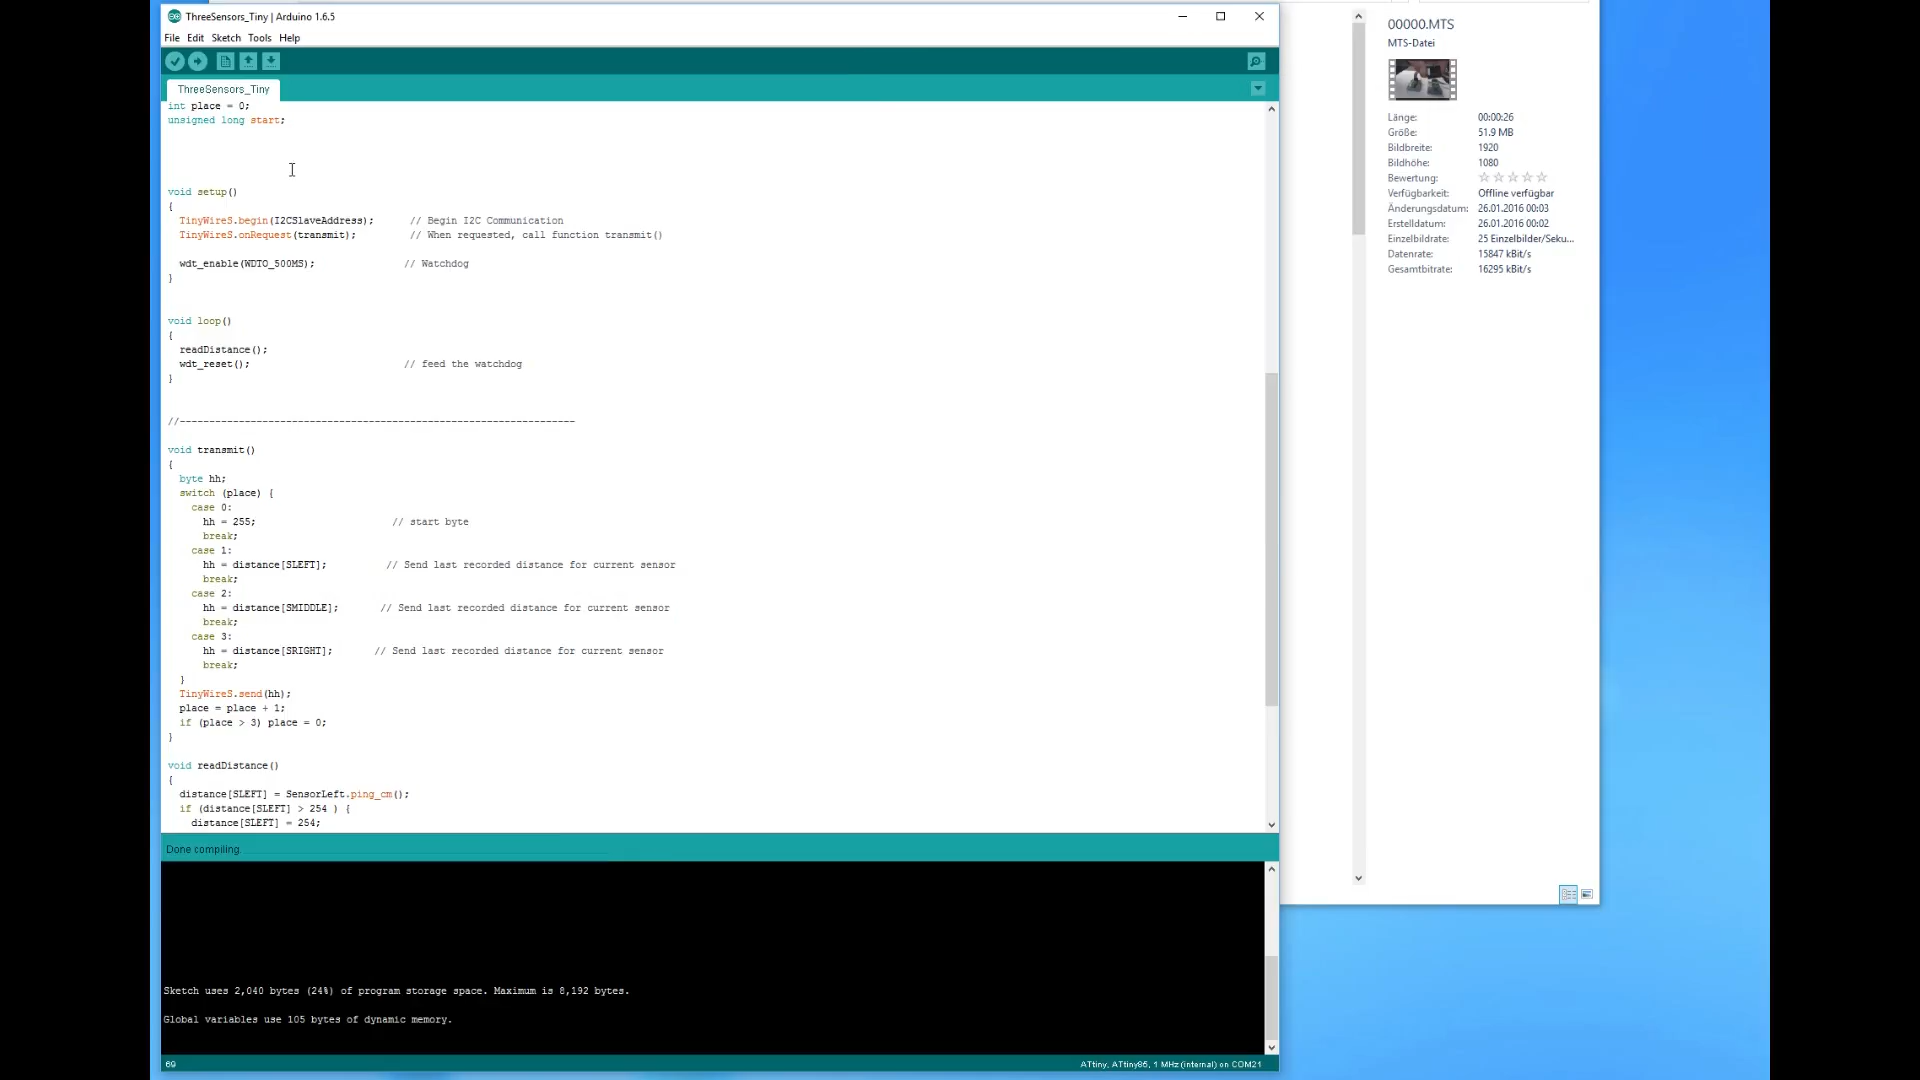 ThreeSensors_Tiny | Arduino 1.6.5
File Edit Sketch Tools Help
ThreeSensors_Tiny
int place = 0;
unsigned long start;
void setup()
{
TinyWireS.begin(I2CSlaveAddress); // Begin I2C Communication
TinyWireS.onRequest(transmit); // When requested, call function transmit()
wdt_enable(WDTO_500MS); // Watchdog
}
void loop()
{
readDistance();
wdt_reset(); // feed the watchdog
}
//-------------------------------------------------------------------
void transmit()
{
byte hh;
switch (place) {
case 0:
hh = 255; // start byte
break;
case 1:
hh = distance[SLEFT]; // Send last recorded distance for current sensor
break;
case 2:
hh = distance[SMIDDLE]; // Send last recorded distance for current sensor
break;
case 3:
hh = distance[SRIGHT]; // Send last recorded distance for current sensor
break;
}
TinyWireS.send(hh);
place = place + 1;
if (place > 3) place = 0;
}
void readDistance()
{
distance[SLEFT] = SensorLeft.ping_cm();
if (distance[SLEFT] > 254 ) {
distance[SLEFT] = 254;
Done compiling.
Sketch uses 2,040 bytes (24%) of program storage space. Maximum is 8,192 bytes.
Global variables use 105 bytes of dynamic memory.
69
ATtiny, ATtiny85, 1 MHz (internal) on COM21
00000.MTS
MTS-Datei
Länge: 00:00:26
Größe: 51.9 MB
Bildbreite: 1920
Bildhöhe: 1080
Bewertung:
Verfügbarkeit: Offline verfügbar
Änderungsdatum: 26.01.2016 00:03
Erstelldatum: 26.01.2016 00:02
Einzelbildrate: 25 Einzelbilder/Seku...
Datenrate: 15847 kBit/s
Gesamtbitrate: 16295 kBit/s